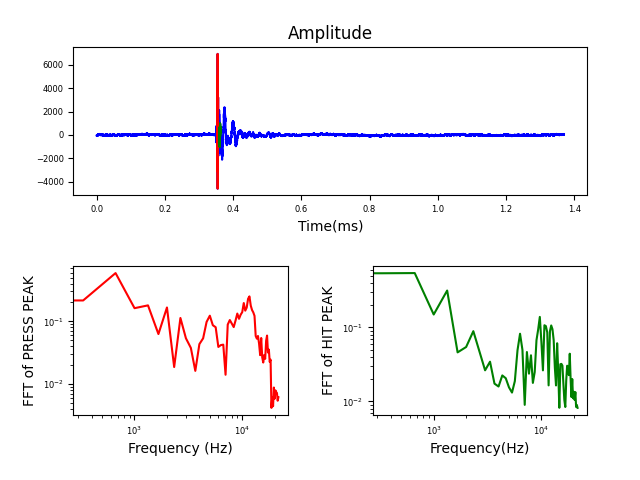 Amplitude
6000
4000
2000
0
−2000
−4000
0.0 0.2 0.4 0.6 0.8 1.0 1.2 1.4
Time(ms)
FFT of PRESS PEAK
10⁻¹
10⁻²
10³ 10⁴
Frequency (Hz)
FFT of HIT PEAK
10⁻¹
10⁻²
10³ 10⁴
Frequency(Hz)